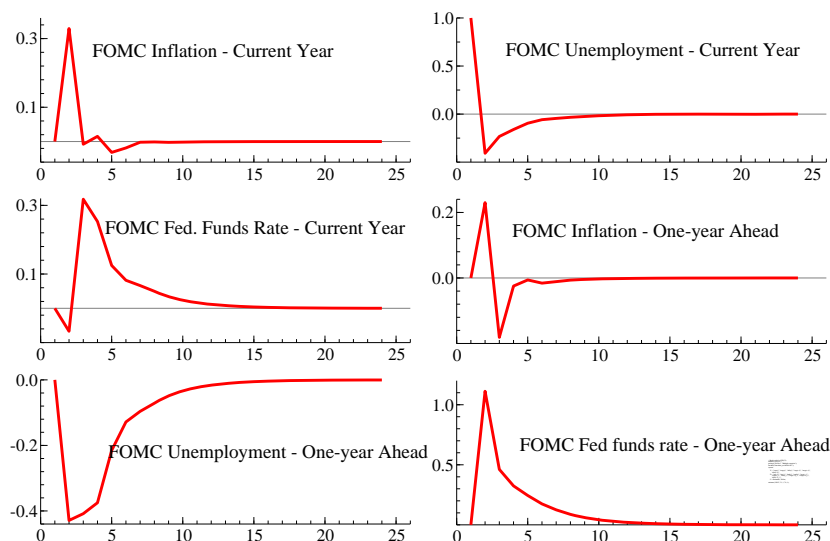 FOMC Inflation - Current Year
0.3
0.1
0 5 10 15 20 25
FOMC Unemployment - Current Year
1.0
0.5
0.0
0 5 10 15 20 25
FOMC Fed. Funds Rate - Current Year
0.3
0.1
0 5 10 15 20 25
FOMC Inflation - One-year Ahead
0.2
0.0
0 5 10 15 20 25
FOMC Unemployment - One-year Ahead
0.0
-0.2
-0.4
0 5 10 15 20 25
FOMC Fed funds rate - One-year Ahead
1.0
0.5
0 5 10 15 20 25